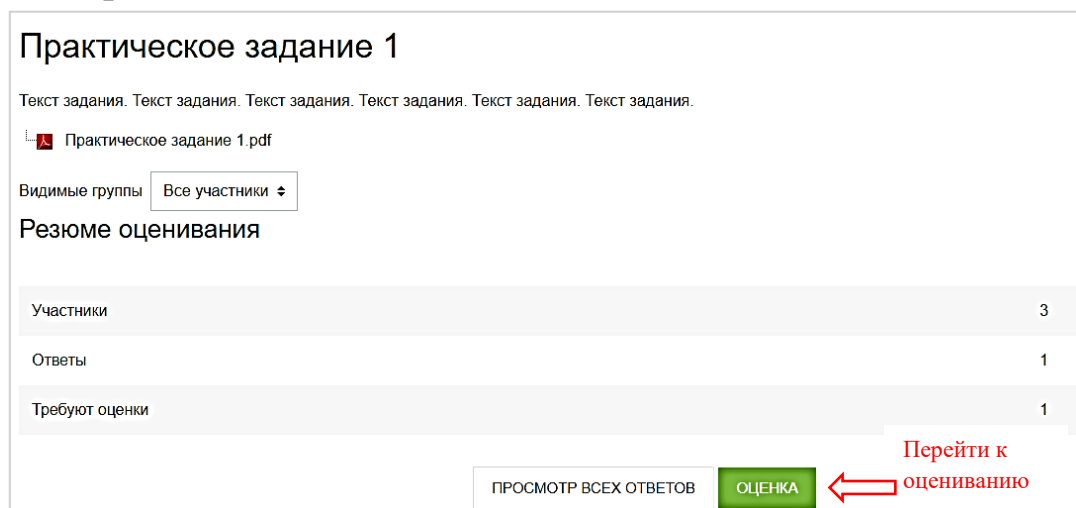 Практическое задание 1
Текст задания. Текст задания. Текст задания. Текст задания. Текст задания. Текст задания.
Практическое задание 1.pdf
Видимые группы Все участники
Резюме оценивания
Участники 3
Ответы 1
Требуют оценки 1
ПРОСМОТР ВСЕХ ОТВЕТОВ ОЦЕНКА Перейти к
оцениванию